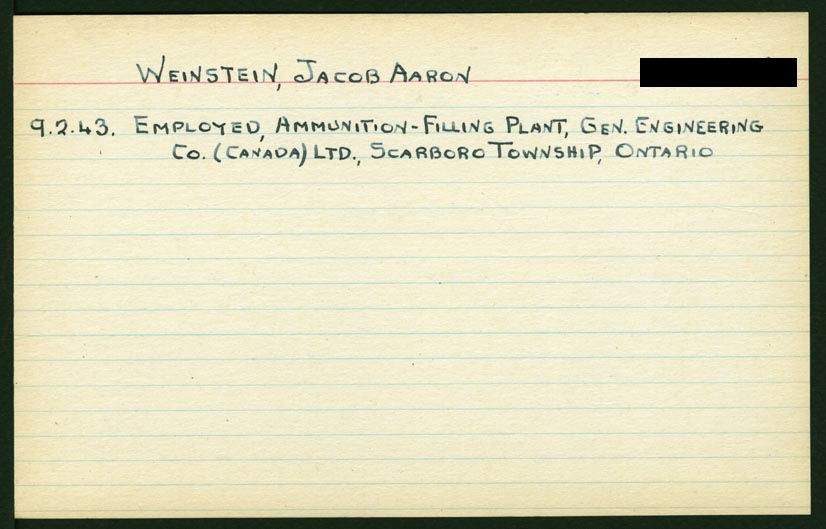 WEINSTEIN, JACOB AARON
9.2.43. EMPLOYED, AMMUNITION-FILLING PLANT, GEN. ENGINEERING
CO. (CANADA) LTD., SCARBORO TOWNSHIP, ONTARIO